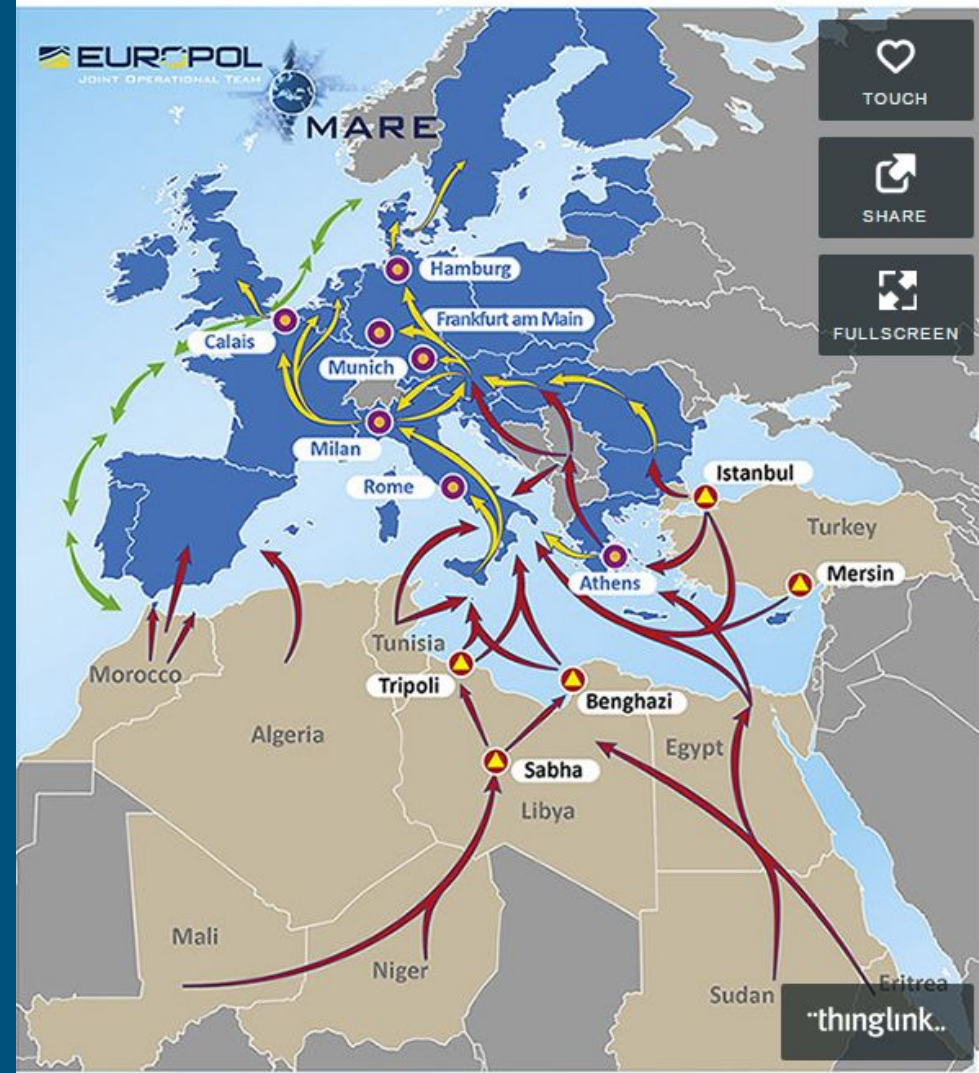 EUROPOL
JOINT OPERATIONAL TEAM
MARE
TOUCH
SHARE
FULLSCREEN
Hamburg
Frankfurt am Main
Calais
Munich
Milan
Rome
Istanbul
Turkey
Athens
Mersin
Tunisia
Morocco
Tripoli
Benghazi
Algeria
Egypt
Sabha
Libya
Mali
Niger
Sudan
Eritrea
¨thınglınk..